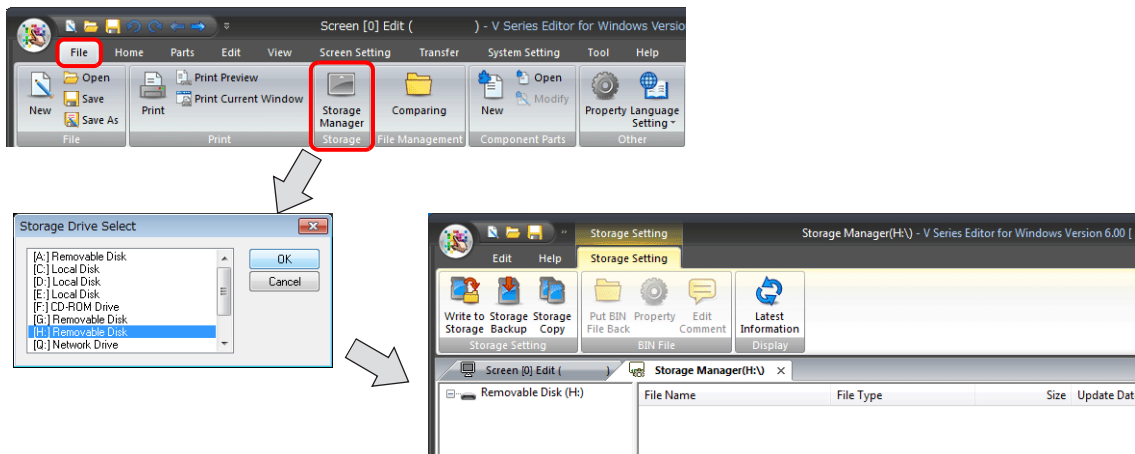 Screen [0] Edit ( ) - V Series Editor for Windows Versio
File Home Parts Edit View Screen Setting Transfer System Setting Tool Help
New
Open
Save
Save As
Print
Print Preview
Print Current Window
Storage
Manager
Comparing
New
Open
Modify
Property
Language
Setting
File Print Storage File Management Component Parts Other
Storage Drive Select
[A:] Removable Disk
[C:] Local Disk
[D:] Local Disk
[E:] Local Disk
[F:] CD-ROM Drive
[G:] Removable Disk
[H:] Removable Disk
[Q:] Network Drive
OK
Cancel
Storage Setting
Storage Manager(H:\) - V Series Editor for Windows Version 6.00 [
Edit Help Storage Setting
Write to
Storage
Storage
Backup
Storage
Copy
Put BIN
File Back
Property
Edit
Comment
Latest
Information
Storage Setting BIN File Display
Screen [0] Edit ( )
Storage Manager(H:\)
Removable Disk (H:)
File Name File Type Size Update Dat